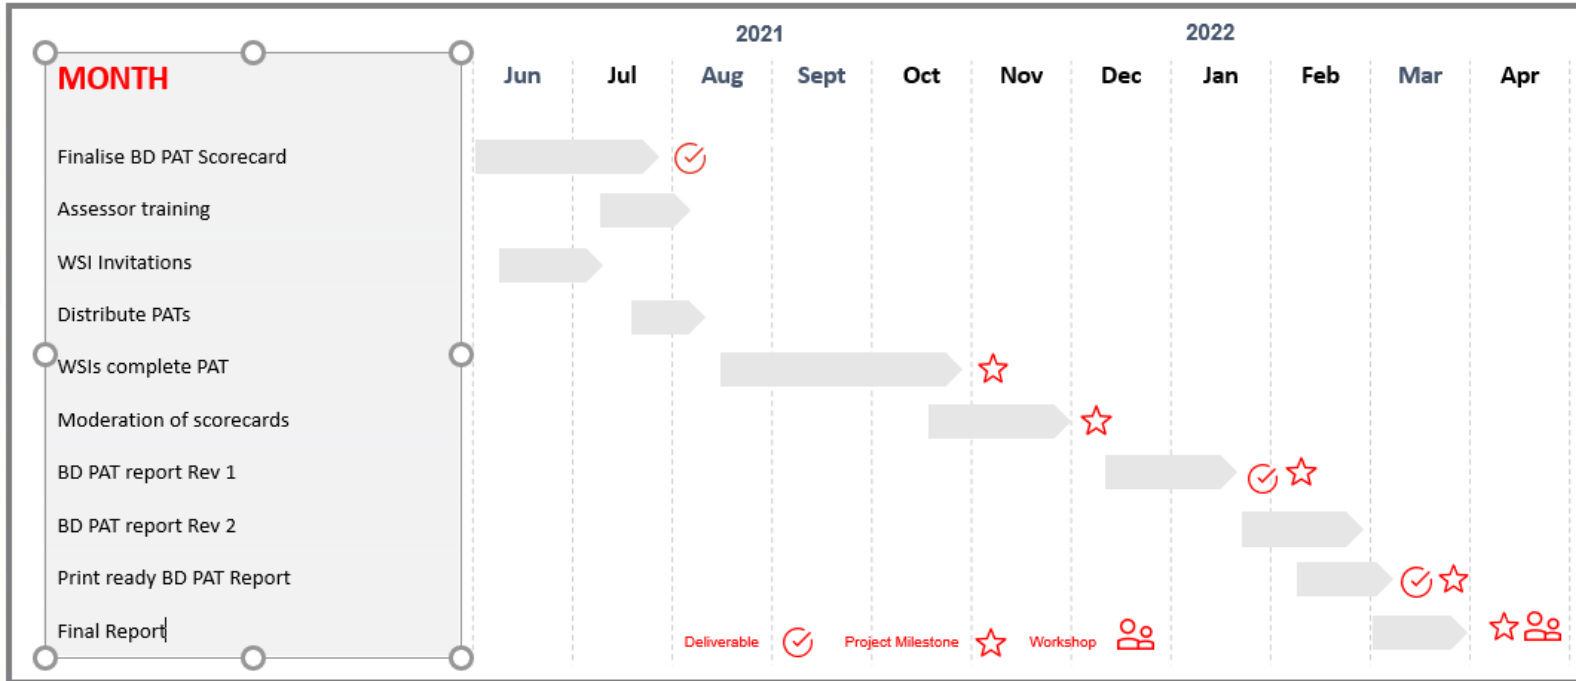 2021 2022
MONTH Jun Jul Aug Sept Oct Nov Dec Jan Feb Mar Apr
Finalise BD PAT Scorecard
Assessor training
WSI Invitations
Distribute PATs
WSIs complete PAT
Moderation of scorecards
BD PAT report Rev 1
BD PAT report Rev 2
Print ready BD PAT Report
Final Report
Deliverable Project Milestone Workshop